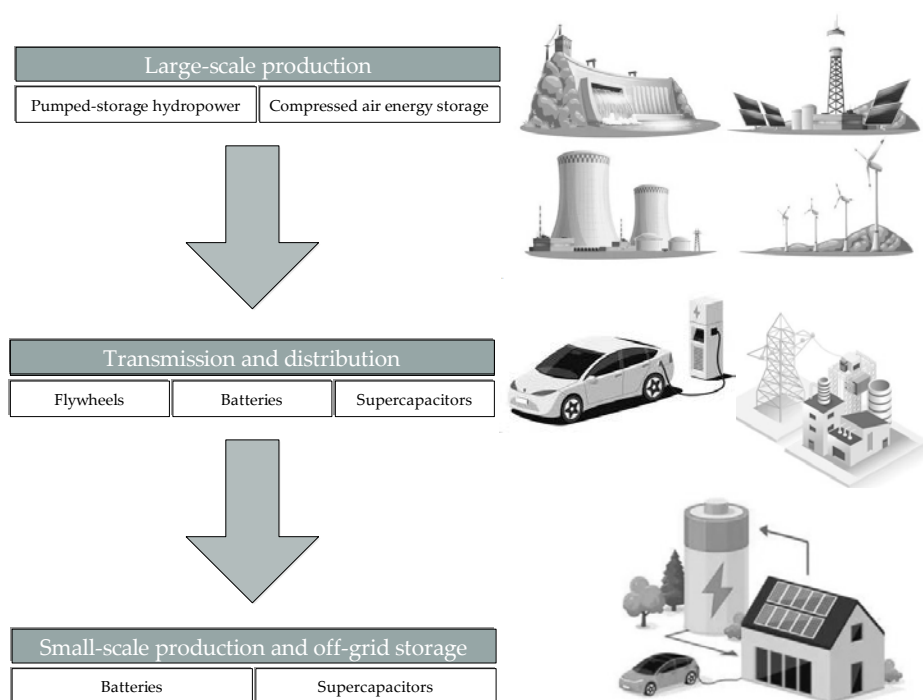 Large-scale production
Pumped-storage hydropower
Compressed air energy storage
Transmission and distribution
Flywheels
Batteries
Supercapacitors
Small-scale production and off-grid storage
Batteries
Supercapacitors